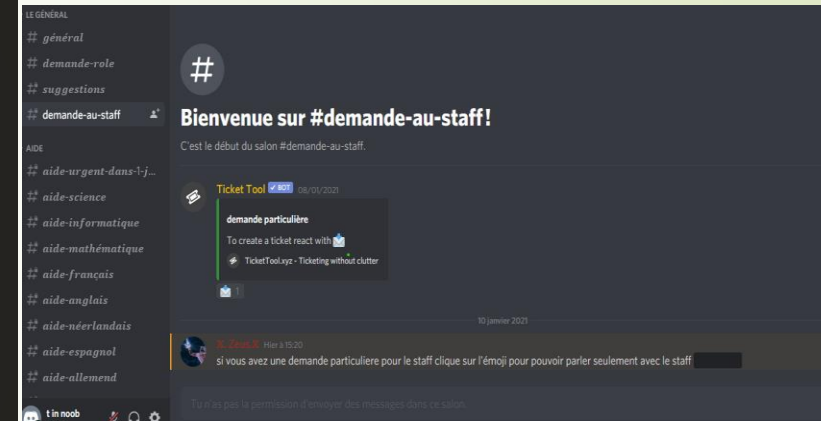 LE GÉNÉRAL
général
demande-role
suggestions
demande-au-staff
AIDE
aide-urgent-dans-1-j...
aide-science
aide-informatique
aide-mathématique
aide-français
aide-anglais
aide-néerlandais
aide-espagnol
aide-allemend
t in noob
#
Bienvenue sur #demande-au-staff !
C'est le début du salon #demande-au-staff.
Ticket Tool ✓ BOT 08/01/2021
demande particulière
To create a ticket react with 📩
TicketTool.xyz - Ticketing without clutter
📩 1
10 janvier 2021
Hier à 15:20
si vous avez une demande particuliere pour le staff clique sur l'émoji pour pouvoir parler seulement avec le staff
Tu n'as pas la permission d'envoyer des messages dans ce salon.